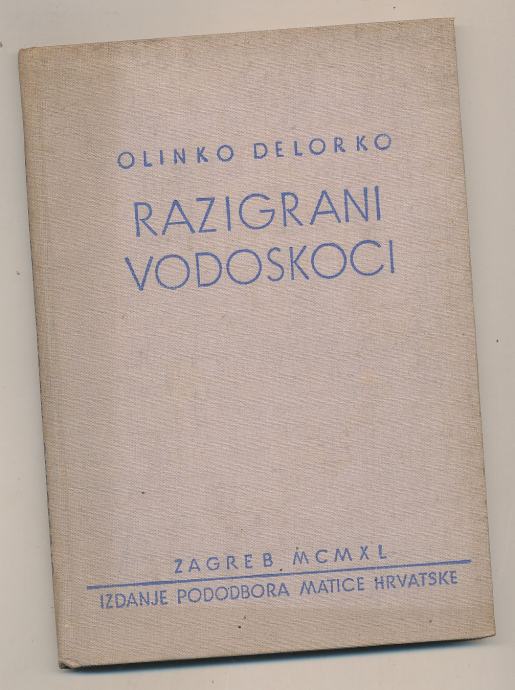 OLINKO DELORKO
RAZIGRANI
VODOSKOCI
ZAGREB MCMXL
IZDANJE PODODBORA MATICE HRVATSKE